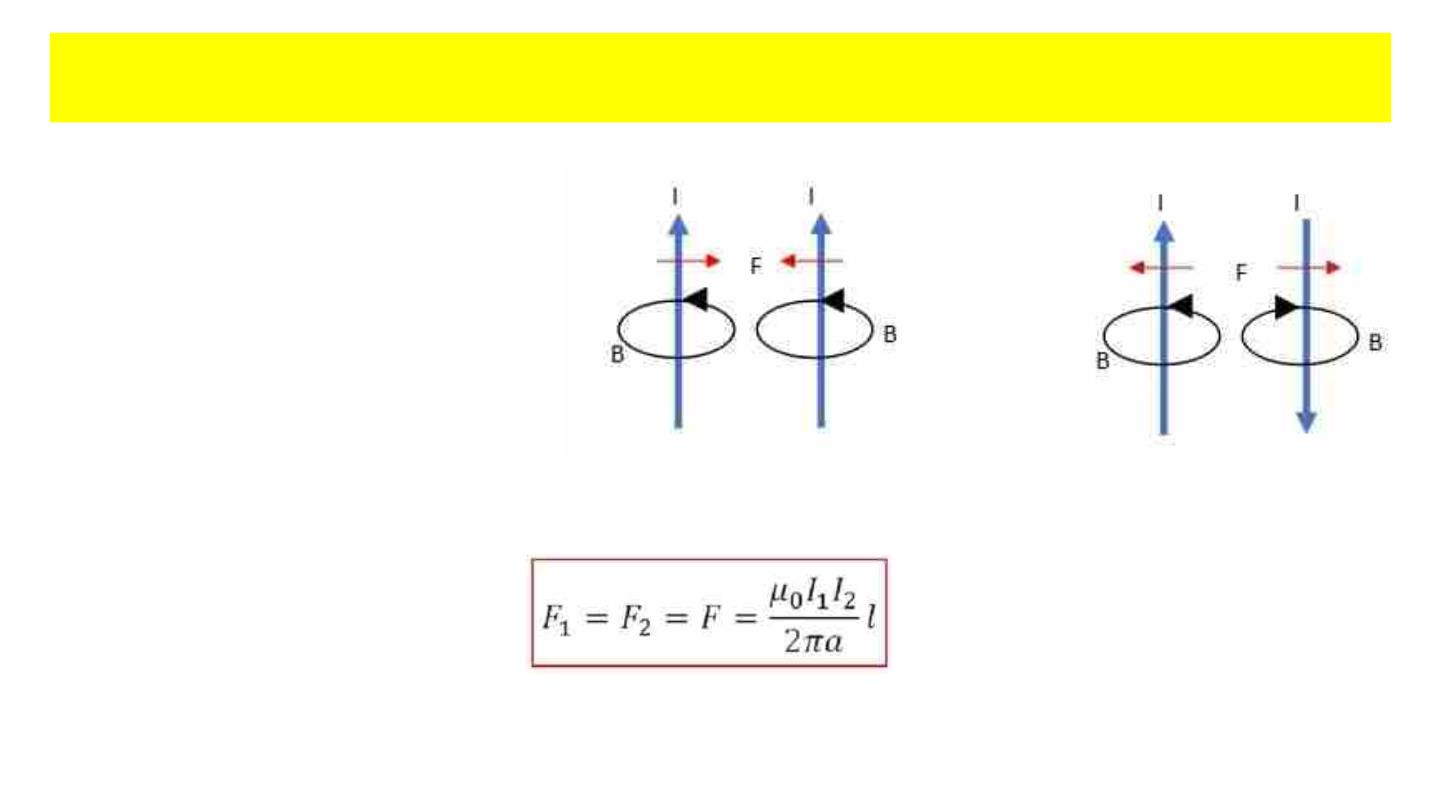 I I
F
B B
I I
F
B B
F₁ = F₂ = F = μ₀I₁I₂ / 2πa l